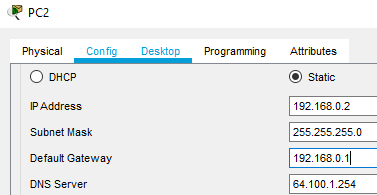 PC2
Physical Config Desktop Programming Attributes
DHCP Static
IP Address 192.168.0.2
Subnet Mask 255.255.255.0
Default Gateway 192.168.0.1
DNS Server 64.100.1.254